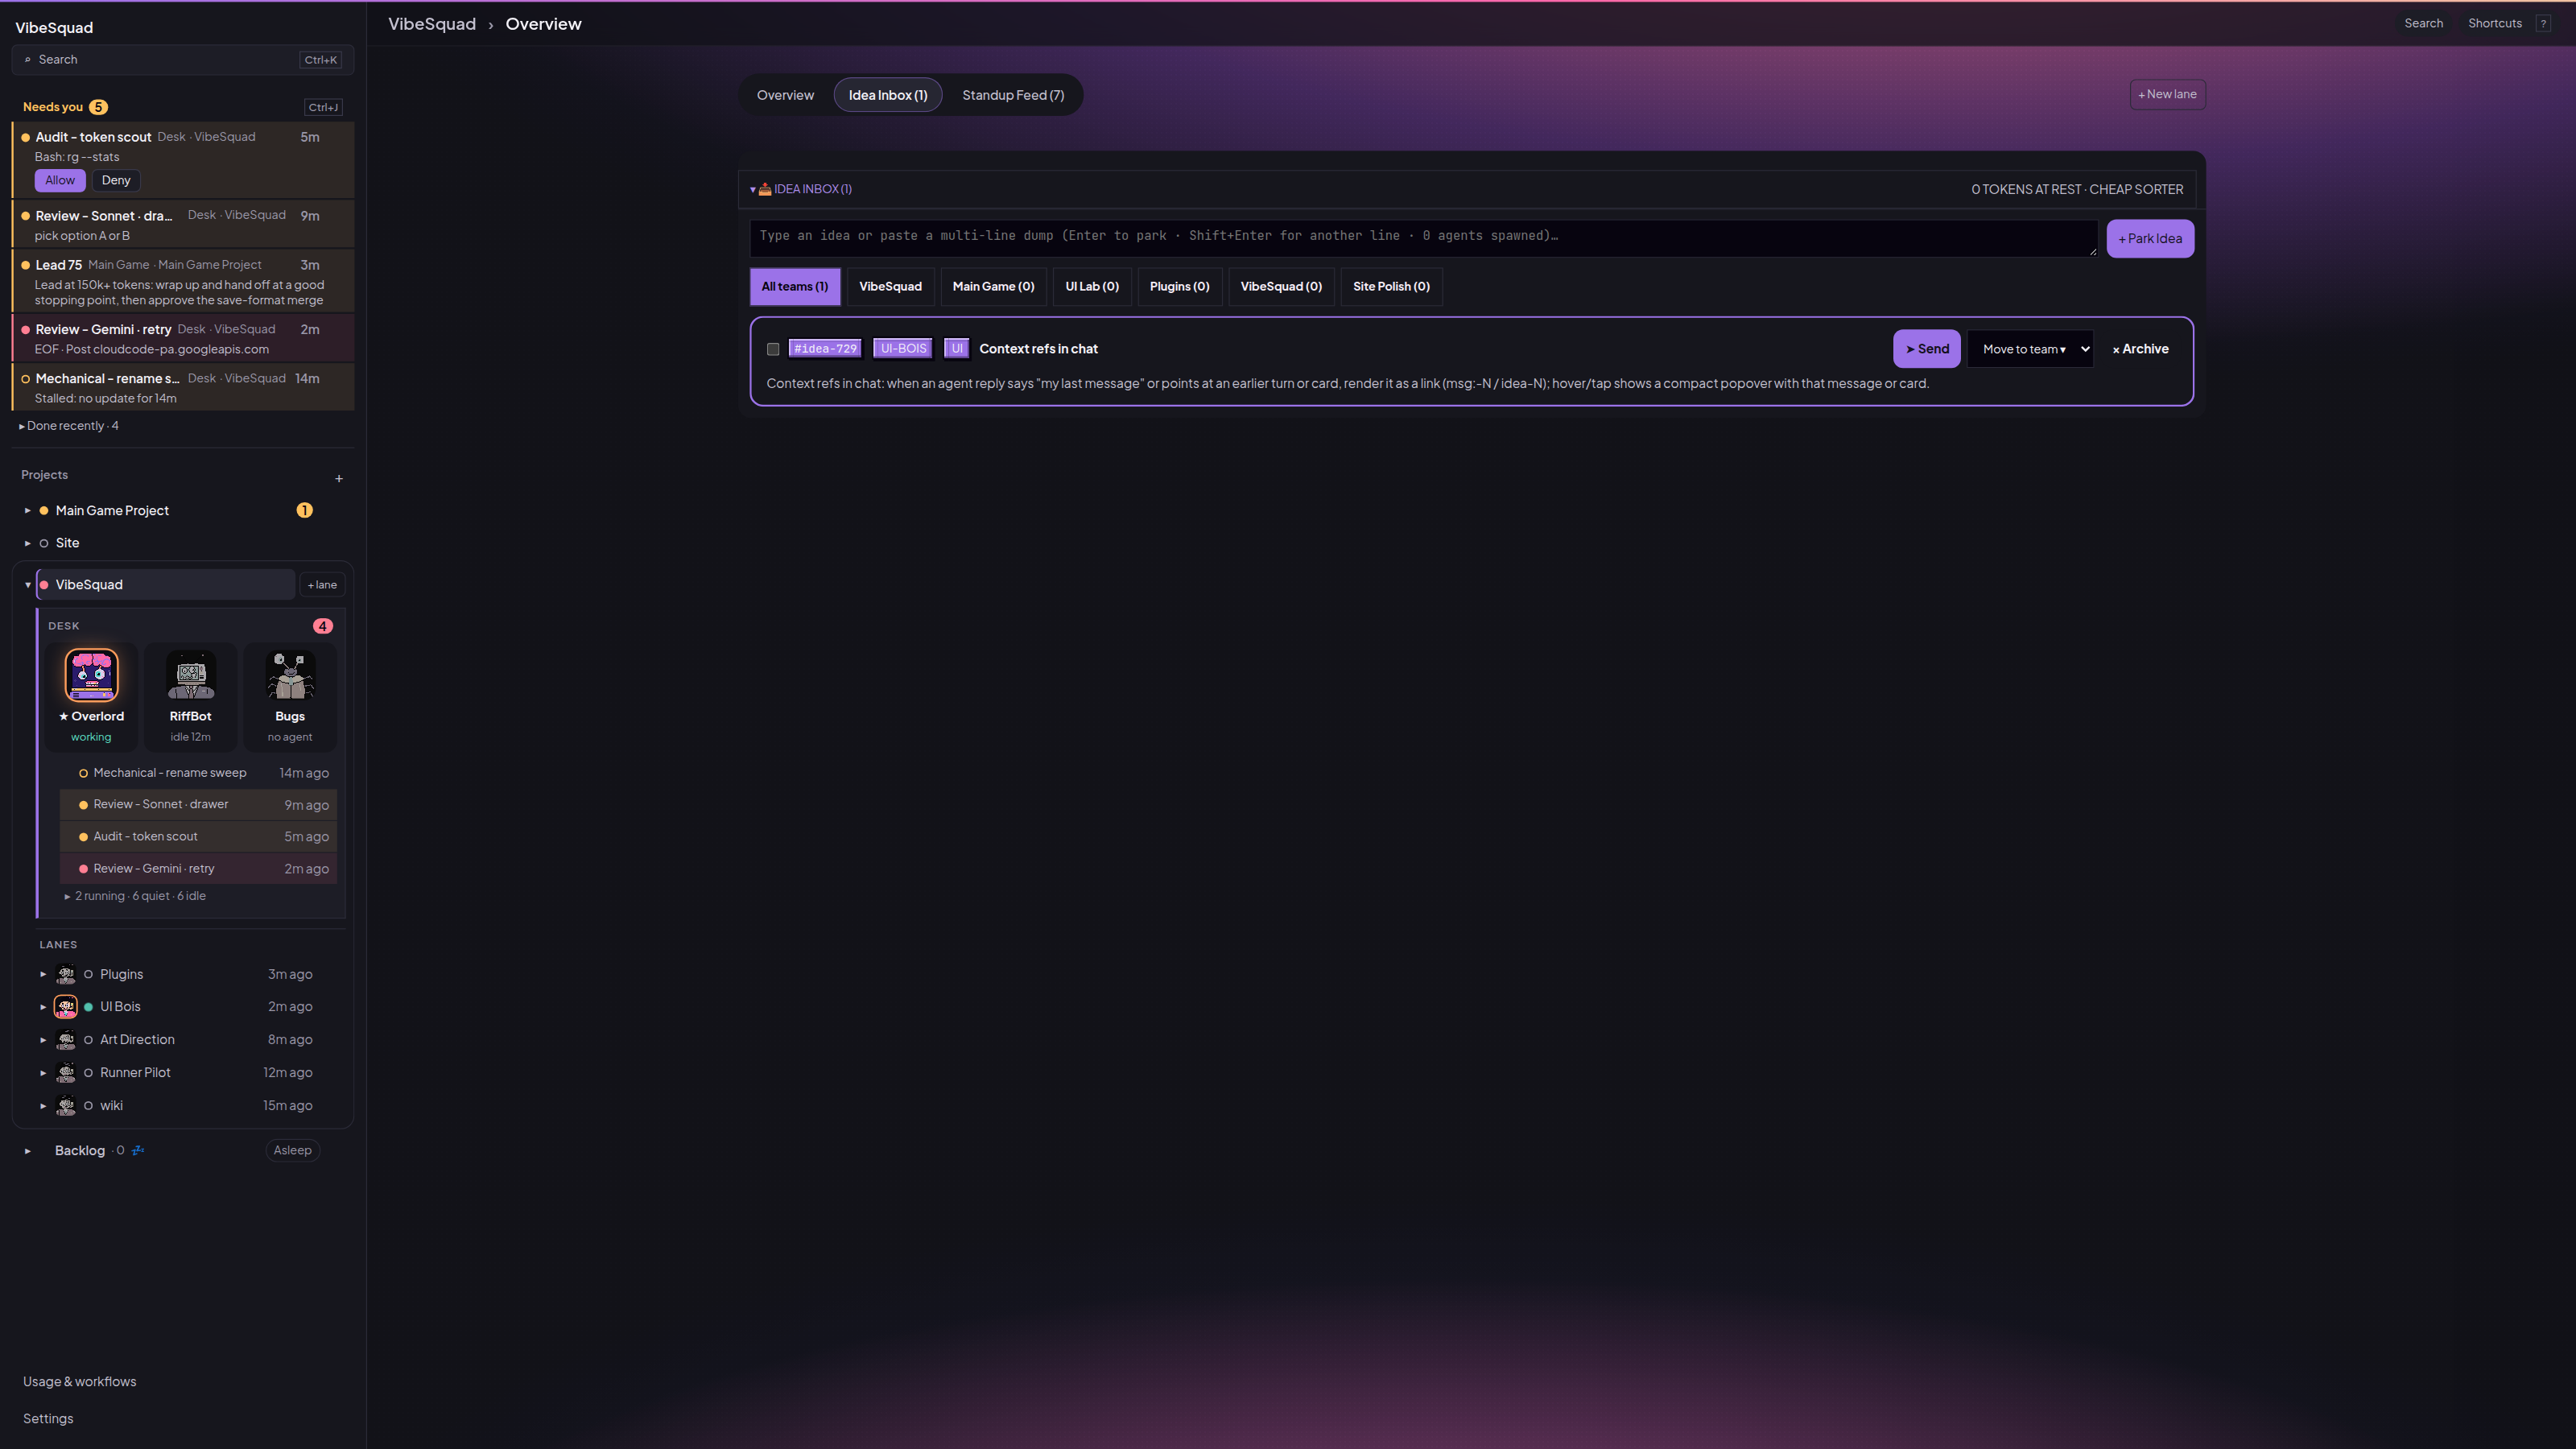 VibeSquad
Search Ctrl+K
Needs you 5 Ctrl+J
Audit - token scout Desk · VibeSquad 5m
Bash: rg --stats
Allow Deny
Review - Sonnet · dra... Desk · VibeSquad 9m
pick option A or B
Lead 75 Main Game · Main Game Project 3m
Lead at 150k+ tokens: wrap up and hand off at a good
stopping point, then approve the save-format merge
Review - Gemini · retry Desk · VibeSquad 2m
EOF · Post cloudcode-pa.googleapis.com
Mechanical - rename s... Desk · VibeSquad 14m
Stalled: no update for 14m
▸ Done recently · 4
Projects +
▸ Main Game Project 1
▸ Site
▾ VibeSquad + lane
DESK 4
★ Overlord RiffBot Bugs
working idle 12m no agent
Mechanical - rename sweep 14m ago
Review - Sonnet · drawer 9m ago
Audit - token scout 5m ago
Review - Gemini · retry 2m ago
▸ 2 running · 6 quiet · 6 idle
LANES
▸ Plugins 3m ago
▸ UI Bois 2m ago
▸ Art Direction 8m ago
▸ Runner Pilot 12m ago
▸ wiki 15m ago
▸ Backlog · 0 💤 Asleep
Usage & workflows
Settings
VibeSquad › Overview
Search Shortcuts ?
Overview Idea Inbox (1) Standup Feed (7) + New lane
▾ 📥 IDEA INBOX (1) 0 TOKENS AT REST · CHEAP SORTER
Type an idea or paste a multi-line dump (Enter to park · Shift+Enter for another line · 0 agents spawned)… + Park Idea
All teams (1) VibeSquad Main Game (0) UI Lab (0) Plugins (0) VibeSquad (0) Site Polish (0)
#idea-729 UI-BOIS UI Context refs in chat ➤ Send Move to team ▾ × Archive
Context refs in chat: when an agent reply says "my last message" or points at an earlier turn or card, render it as a link (msg:-N / idea-N); hover/tap shows a compact popover with that message or card.